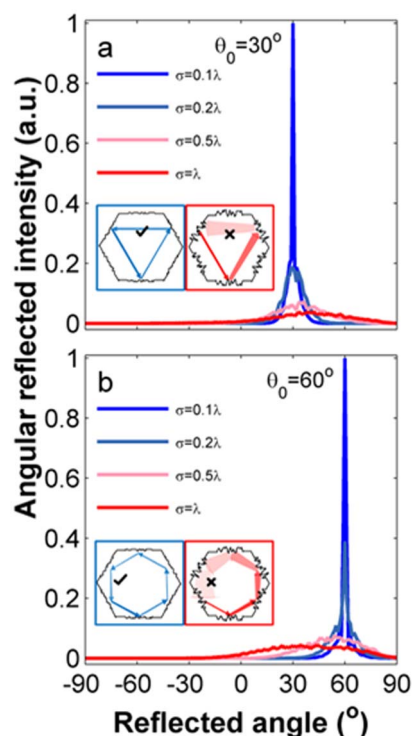 Angular reflected intensity (a.u.)
1
a
θ0=30o
σ=0.1λ
0.8
σ=0.2λ
0.6
σ=0.5λ
0.4
σ=λ
0.2
0
1
b
θ0=60o
σ=0.1λ
0.8
σ=0.2λ
0.6
σ=0.5λ
0.4
σ=λ
0.2
0
-90 -60 -30 0 30 60 90
Reflected angle (o)